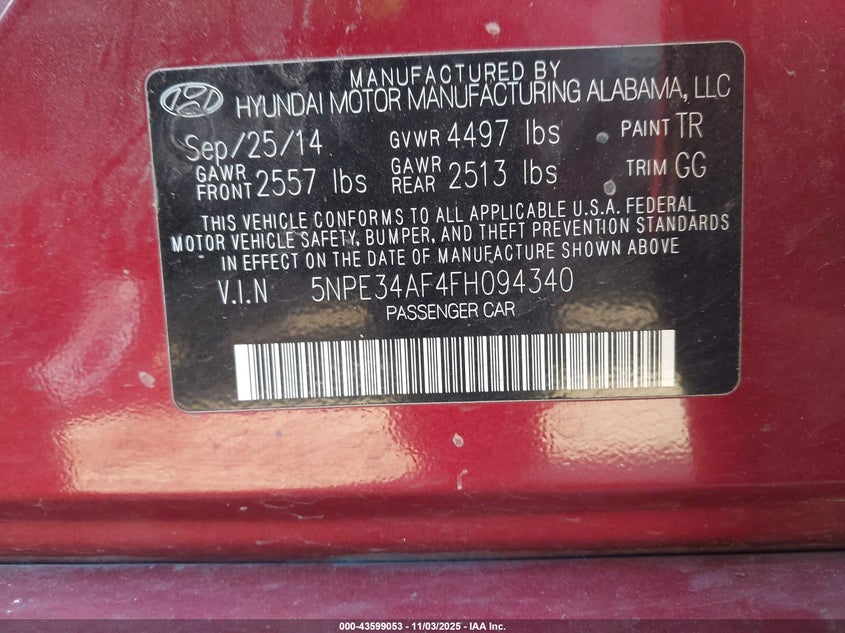 MANUFACTURED BY
HYUNDAI MOTOR MANUFACTURING ALABAMA, LLC
Sep/25/14 GVWR 4497 lbs PAINT TR
GAWR FRONT 2557 lbs GAWR REAR 2513 lbs TRIM GG
THIS VEHICLE CONFORMS TO ALL APPLICABLE U.S.A. FEDERAL
MOTOR VEHICLE SAFETY, BUMPER, AND THEFT PREVENTION STANDARDS
IN EFFECT ON THE DATE OF MANUFACTURE SHOWN ABOVE
V.I.N 5NPE34AF4FH094340
PASSENGER CAR
000-43599053 — 11/03/2025 — IAA Inc.